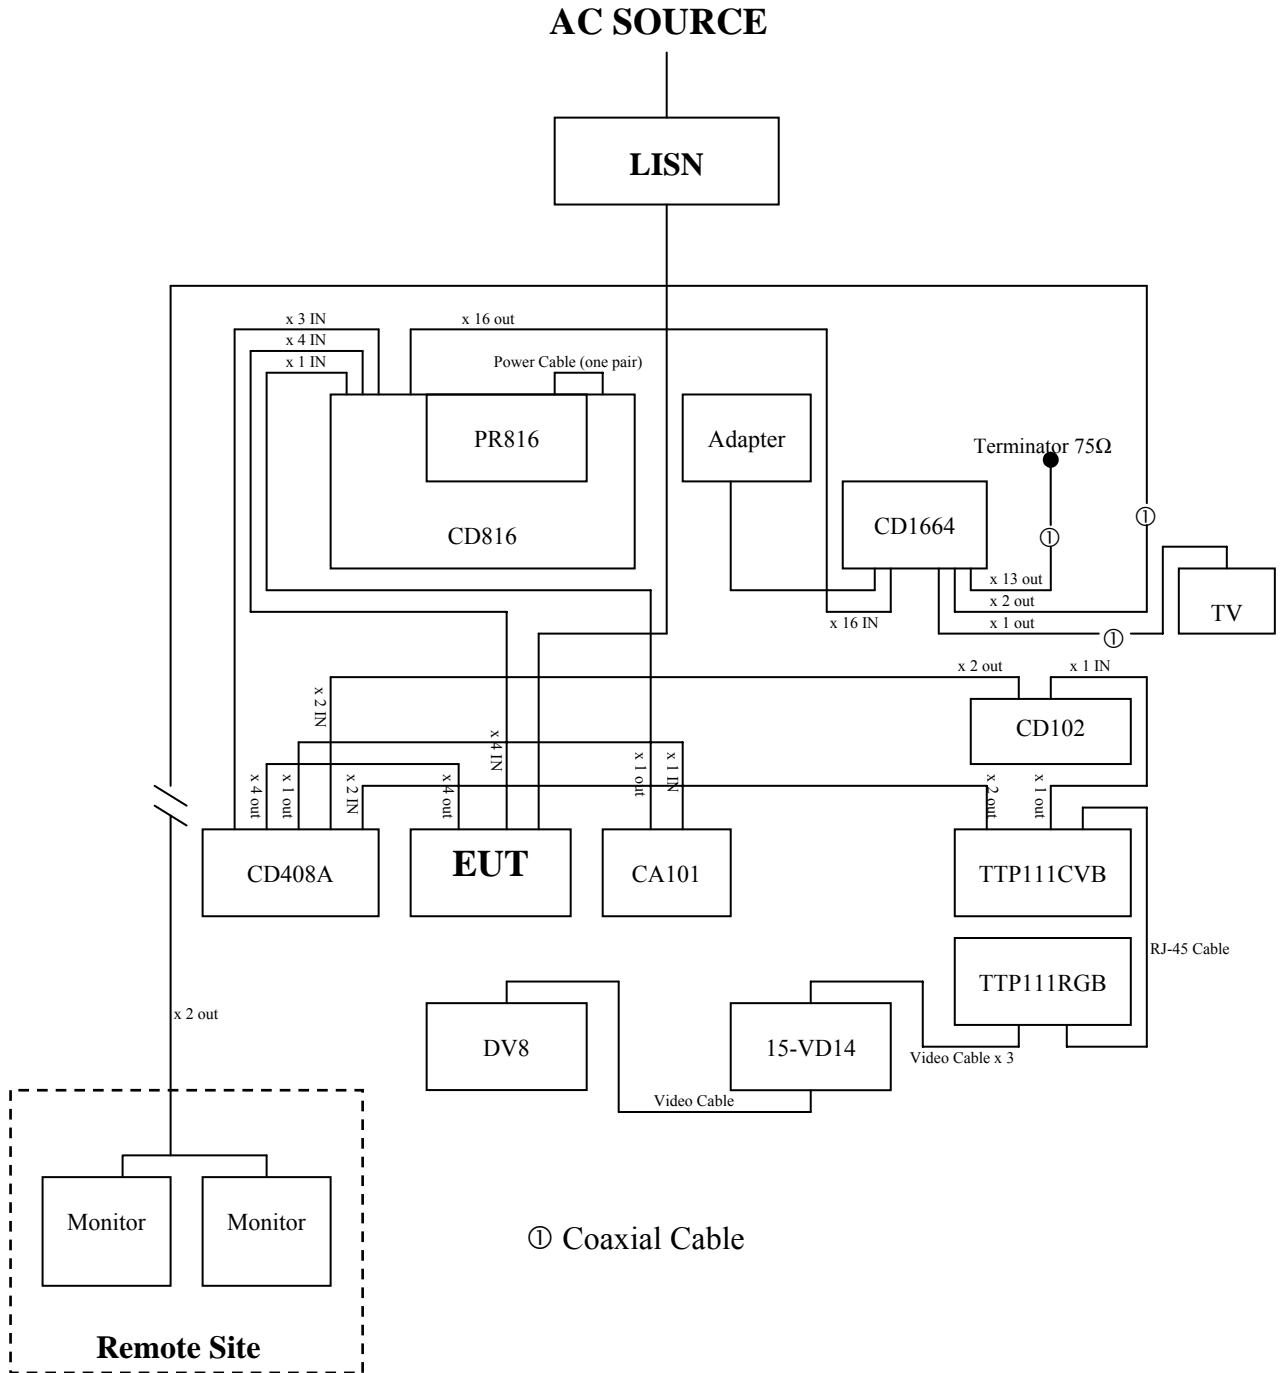 AC SOURCE
LISN
x 3 IN
x 16 out
x 4 IN
x 1 IN
Power Cable (one pair)
PR816
Adapter
Terminator 75Ω
CD816
CD1664
①
①
x 13 out
x 2 out
x 16 IN
x 1 out
①
TV
x 2 out
x 1 IN
x 2 IN
CD102
x 4 IN
x 4 out
x 1 out
x 2 IN
x 4 out
x 1 out
x 1 IN
x 2 out
x 1 out
CD408A
EUT
CA101
TTP111CVB
RJ-45 Cable
TTP111RGB
x 2 out
DV8
15-VD14
Video Cable x 3
Video Cable
Monitor
Monitor
① Coaxial Cable
Remote Site